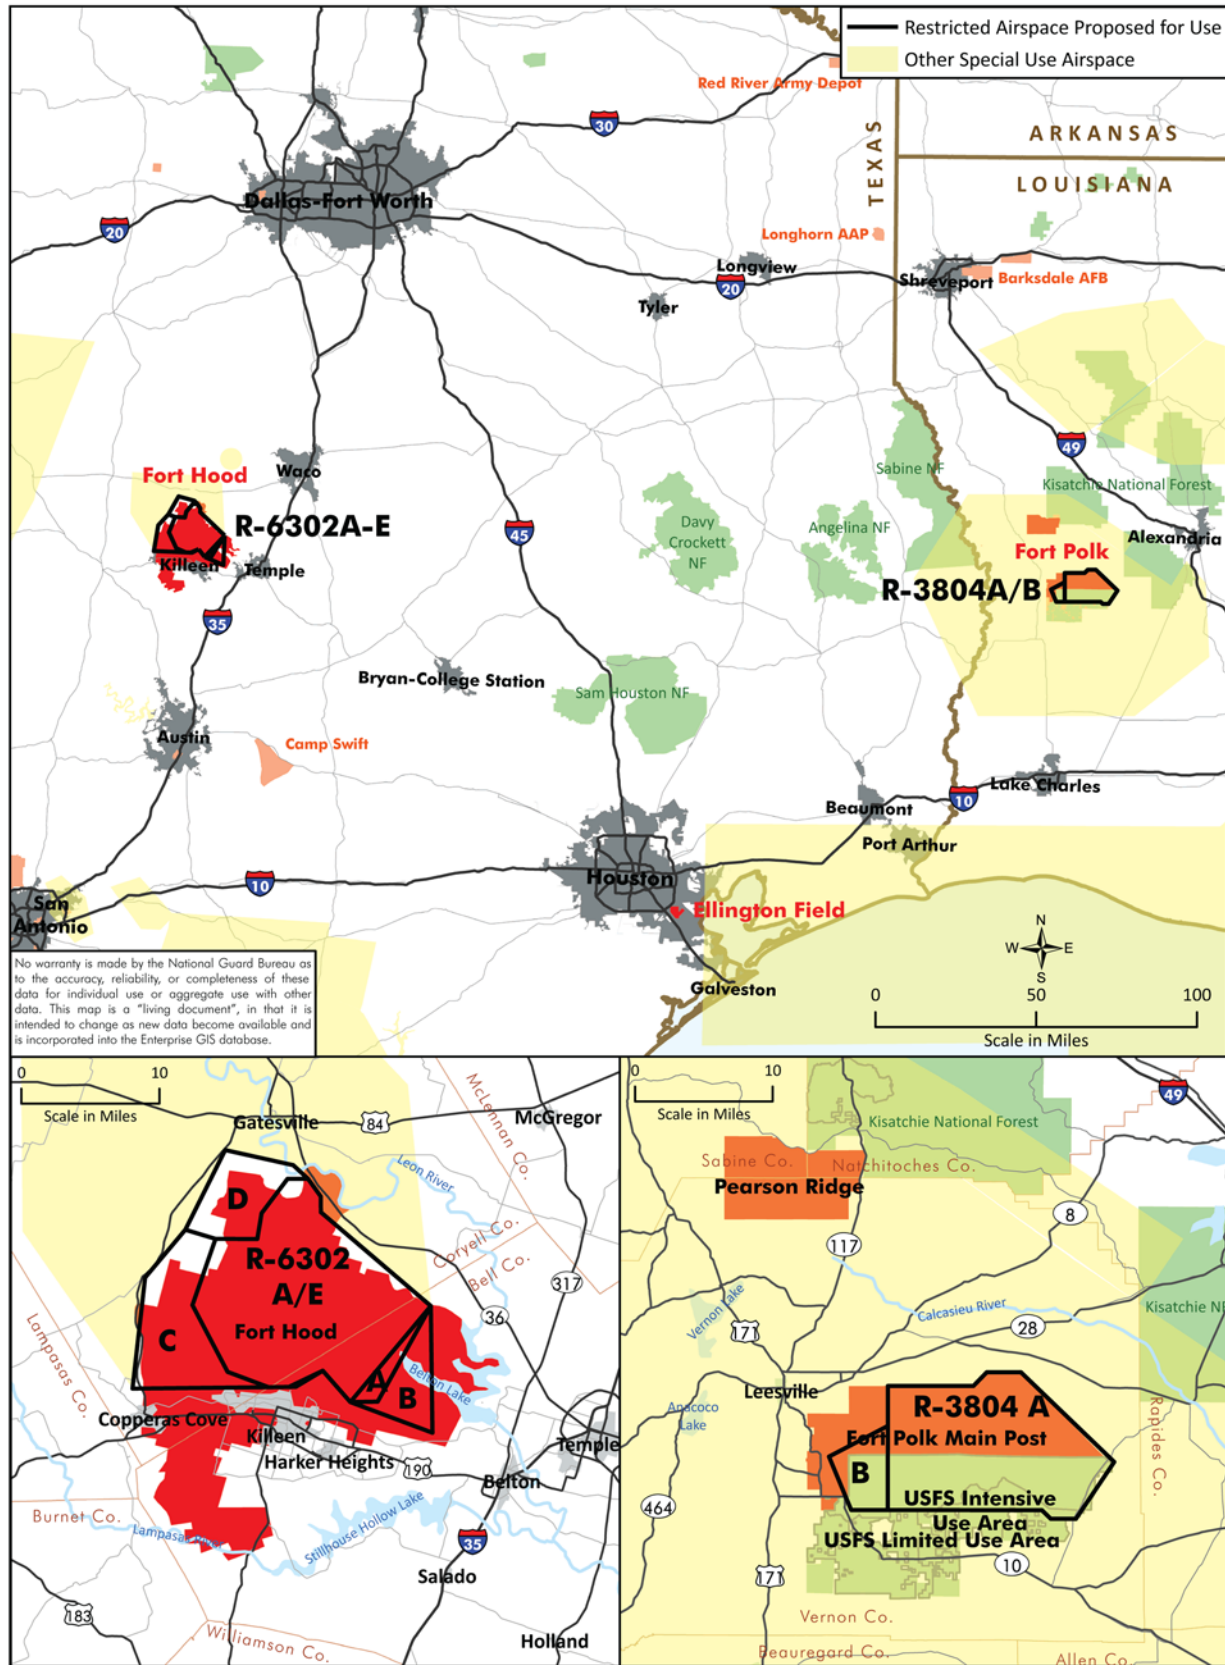 Restricted Airspace Proposed for Use
Other Special Use Airspace
Red River Army Depot
30
TEXAS
ARKANSAS
LOUISIANA
Dallas-Fort Worth
20
Longhorn AAP
Longview
20
Shreveport
Barksdale AFB
Tyler
49
Fort Hood
Waco
Sabine NF
Kisatchie National Forest
R-6302A-E
45
Davy
Crockett
NF
Angelina NF
Alexandria
Fort Polk
Killeen
Temple
R-3804A/B
35
Bryan-College Station
Sam Houston NF
Austin
Camp Swift
Lake Charles
Beaumont
10
Port Arthur
Houston
10
San
Antonio
Ellington Field
N
W
E
S
Galveston
0
50
100
Scale in Miles
No warranty is made by the National Guard Bureau as
to the accuracy, reliability, or completeness of these
data for individual use or aggregate use with other
data. This map is a "living document", in that it is
intended to change as new data become available and
is incorporated into the Enterprise GIS database.
0
10
Scale in Miles
McLennan Co.
McGregor
Gatesville
84
Leon River
D
Coryell Co.
Bell Co.
R-6302
A/E
317
36
Fort Hood
C
Lampasas Co.
A
B
Belton Lake
Copperas Cove
Killeen
Harker Heights
190
Temple
Belton
Burnet Co.
Lampasas River
Stillhouse Hollow Lake
35
Salado
183
Williamson Co.
Holland
0
10
Scale in Miles
49
Kisatchie National Forest
Sabine Co.
Natchitoches Co.
Pearson Ridge
8
117
Vernon Lake
Calcasieu River
Kisatchie NF
171
28
Leesville
Anacoco
Lake
R-3804 A
Fort Polk Main Post
Rapides Co.
B
464
USFS Intensive
Use Area
USFS Limited Use Area
10
171
Vernon Co.
Beauregard Co.
Allen Co.